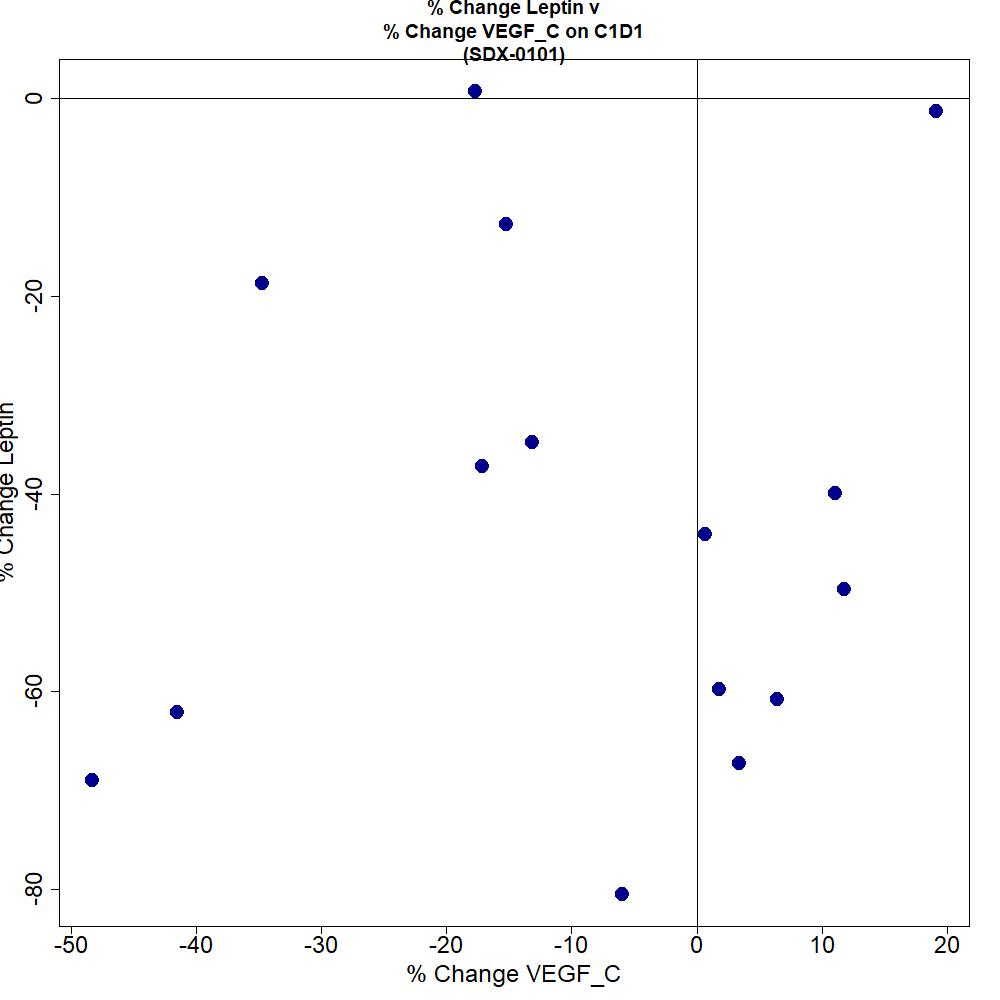 % Change Leptin v
% Change VEGF_C on C1D1
(SDX-0101)
% Change Leptin
0
-20
-40
-60
-80
-50 -40 -30 -20 -10 0 10 20
% Change VEGF_C